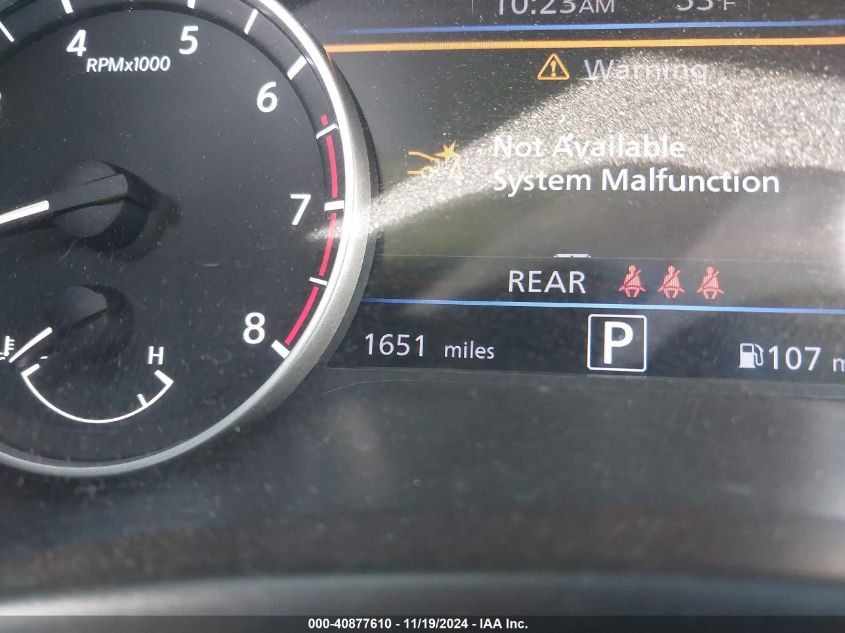 10:23AM 33°F
4 5
RPMx1000
Warning
6
Not Available
System Malfunction
7
REAR
8
1651 miles
P
107
H
000-40877610 - 11/19/2024 - IAA Inc.